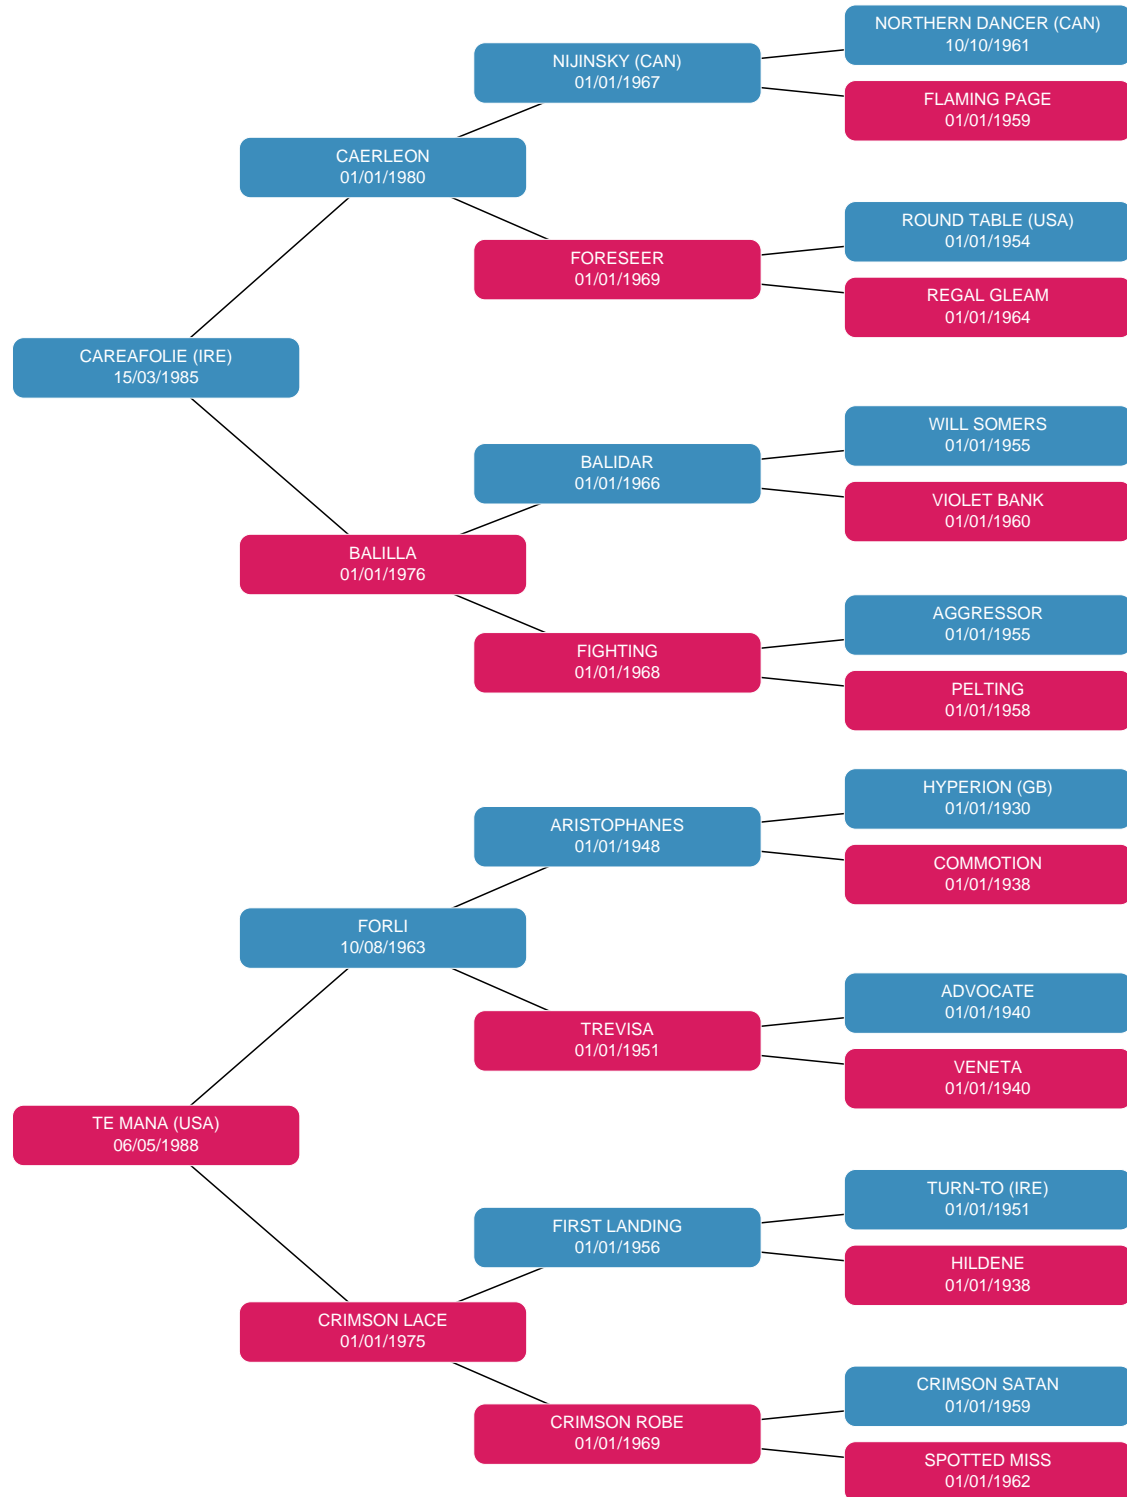 NORTHERN DANCER (CAN)
10/10/1961
NIJINSKY (CAN)
01/01/1967
FLAMING PAGE
01/01/1959
CAERLEON
01/01/1980
ROUND TABLE (USA)
01/01/1954
FORESEER
01/01/1969
REGAL GLEAM
01/01/1964
CAREAFOLIE (IRE)
15/03/1985
WILL SOMERS
01/01/1955
BALIDAR
01/01/1966
VIOLET BANK
01/01/1960
BALILLA
01/01/1976
AGGRESSOR
01/01/1955
FIGHTING
01/01/1968
PELTING
01/01/1958
HYPERION (GB)
01/01/1930
ARISTOPHANES
01/01/1948
COMMOTION
01/01/1938
FORLI
10/08/1963
ADVOCATE
01/01/1940
TREVISA
01/01/1951
VENETA
01/01/1940
TE MANA (USA)
06/05/1988
TURN-TO (IRE)
01/01/1951
FIRST LANDING
01/01/1956
HILDENE
01/01/1938
CRIMSON LACE
01/01/1975
CRIMSON SATAN
01/01/1959
CRIMSON ROBE
01/01/1969
SPOTTED MISS
01/01/1962